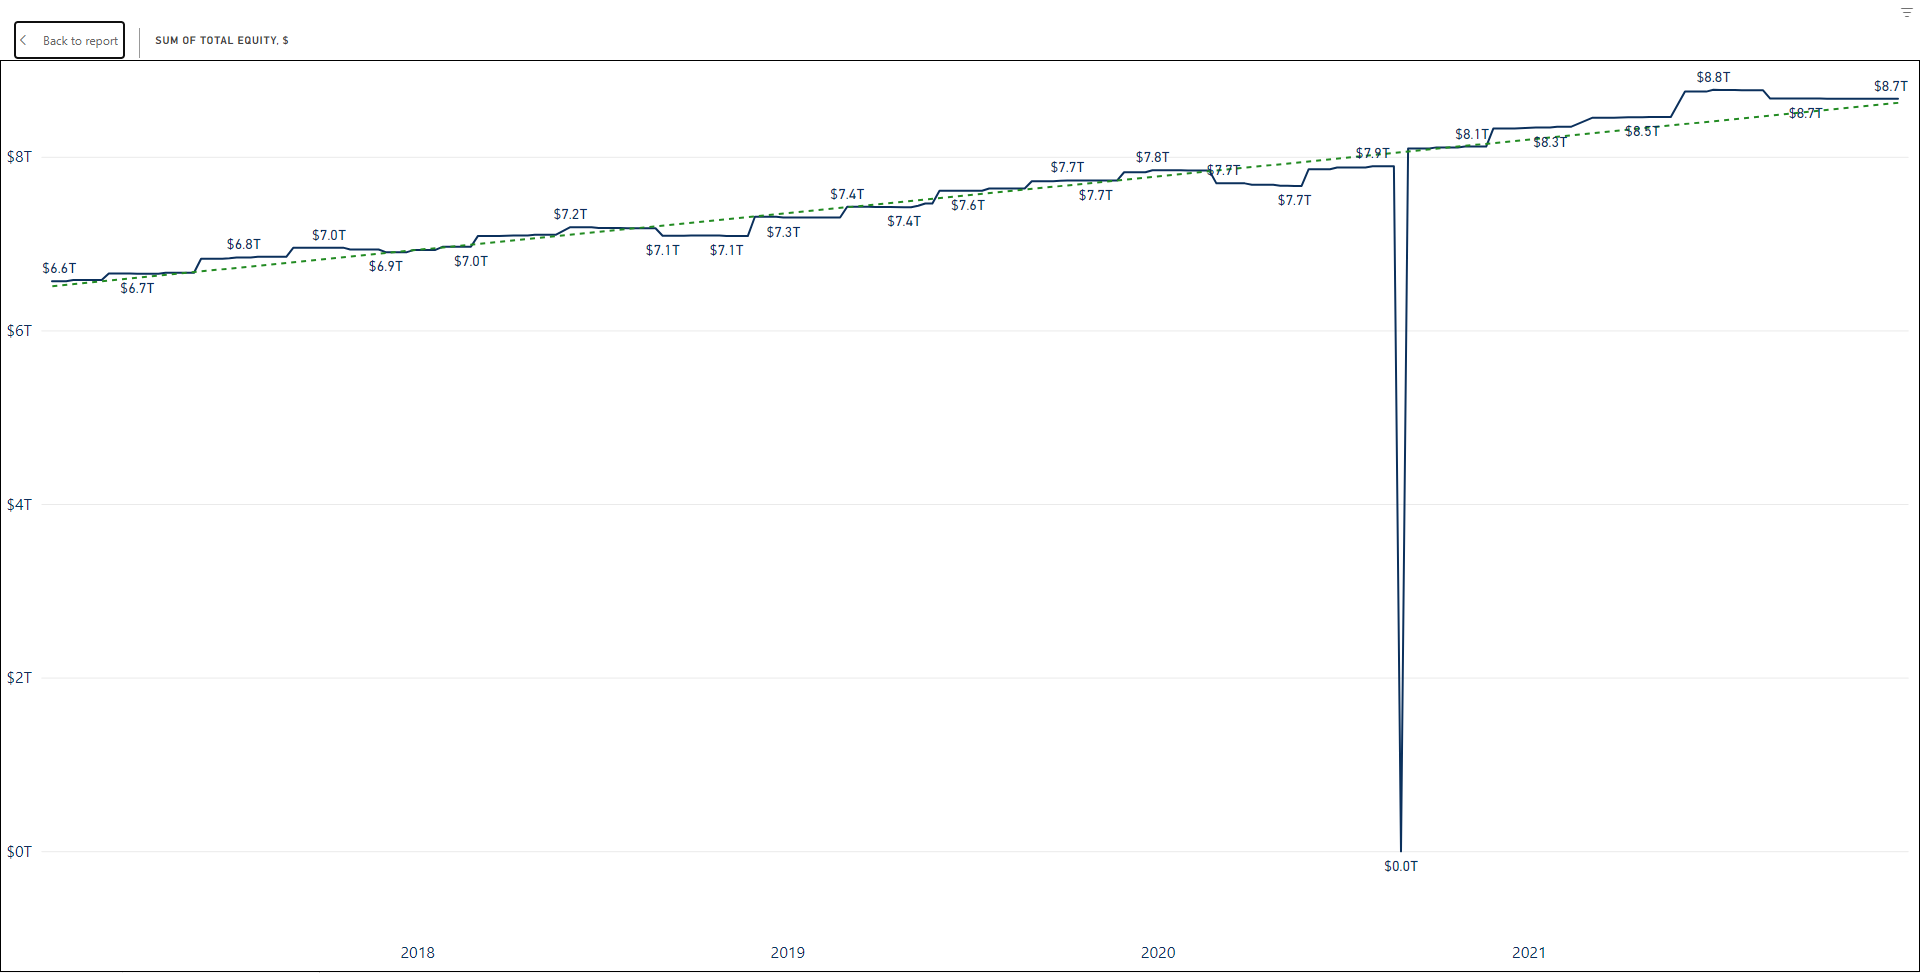 Back to report
SUM OF TOTAL EQUITY, $
$8T
$6T
$4T
$2T
$0T
$6.6T
$6.7T
$6.8T
$7.0T
$6.9T
$7.0T
$7.2T
$7.1T
$7.1T
$7.3T
$7.4T
$7.4T
$7.6T
$7.7T
$7.7T
$7.8T
$7.7T
$7.7T
$7.9T
$0.0T
$8.1T
$8.3T
$8.5T
$8.8T
$8.7T
$8.7T
2018
2019
2020
2021